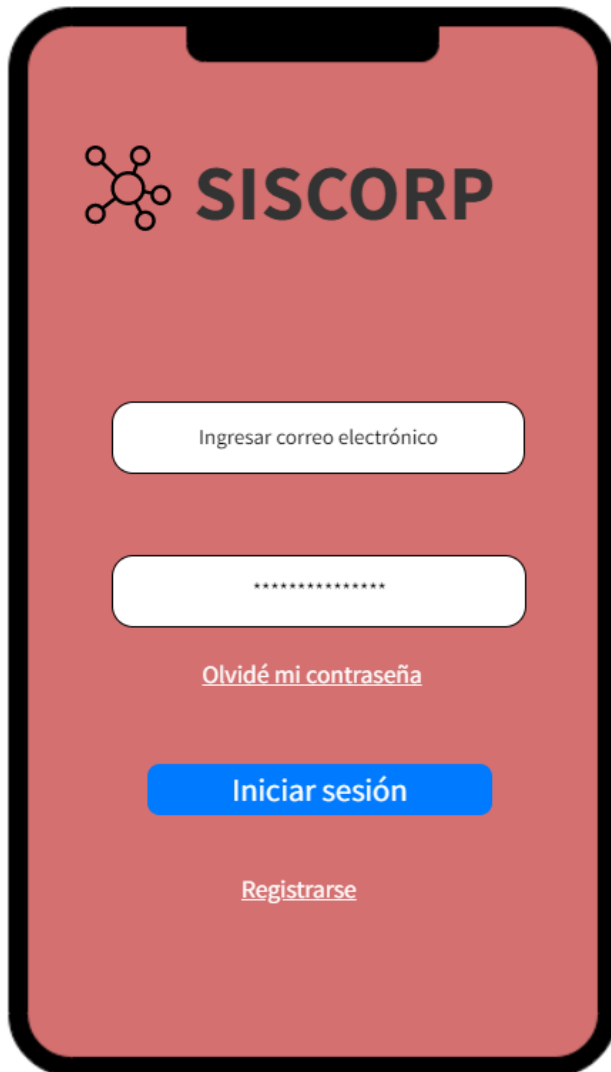 SISCORP
Ingresar correo electrónico
***************
Olvidé mi contraseña
Iniciar sesión
Registrarse